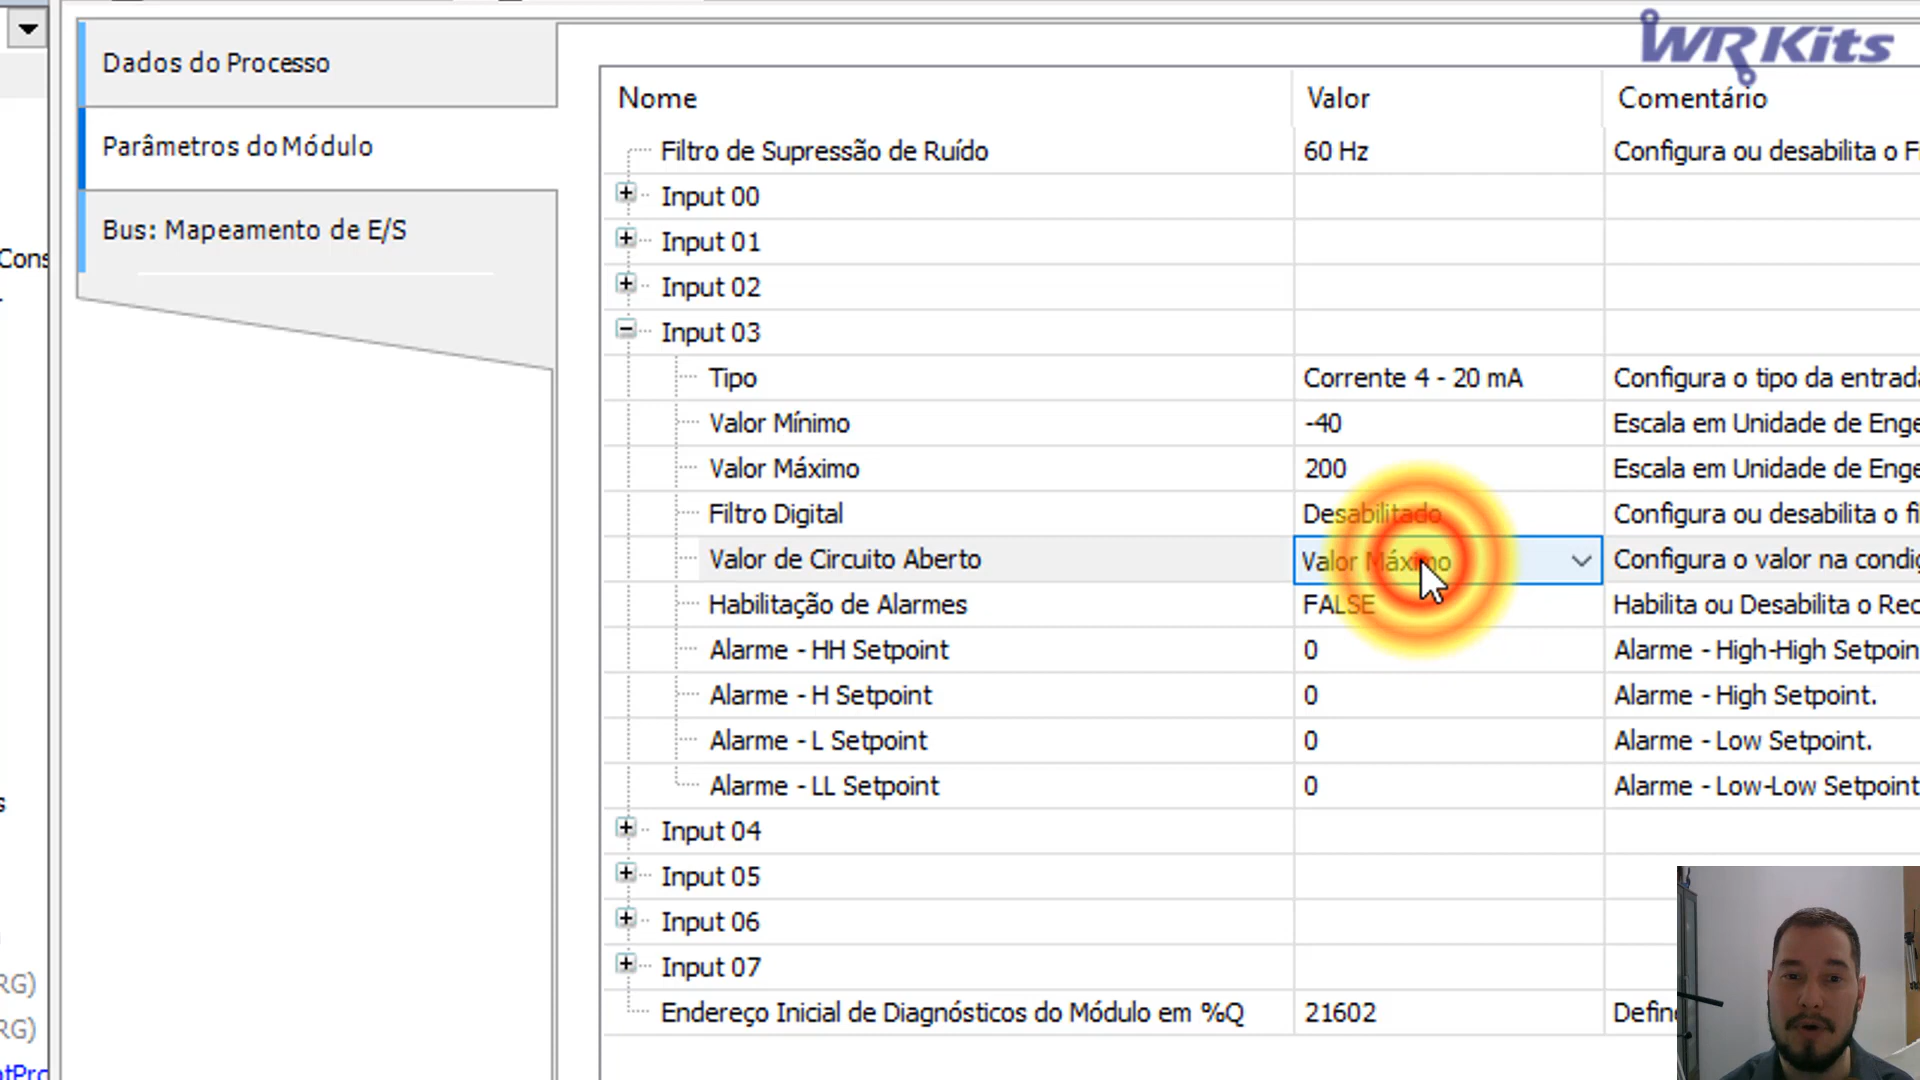 WR Kits
Dados do Processo
Parâmetros do Módulo
Bus: Mapeamento de E/S
Nome Valor Comentário
Filtro de Supressão de Ruído 60 Hz Configura ou desabilita o Fi
Input 00
Input 01
Input 02
Input 03
Tipo Corrente 4 - 20 mA Configura o tipo da entrada
Valor Mínimo -40 Escala em Unidade de Enge
Valor Máximo 200 Escala em Unidade de Enge
Filtro Digital Desabilitado Configura ou desabilita o fi
Valor de Circuito Aberto Valor Máximo Configura o valor na condiç
Habilitação de Alarmes FALSE Habilita ou Desabilita o Rec
Alarme - HH Setpoint 0 Alarme - High-High Setpoin
Alarme - H Setpoint 0 Alarme - High Setpoint.
Alarme - L Setpoint 0 Alarme - Low Setpoint.
Alarme - LL Setpoint 0 Alarme - Low-Low Setpoint
Input 04
Input 05
Input 06
Input 07
Endereço Inicial de Diagnósticos do Módulo em %Q 21602 Define
Cons
s
RG)
RG)
ntPro